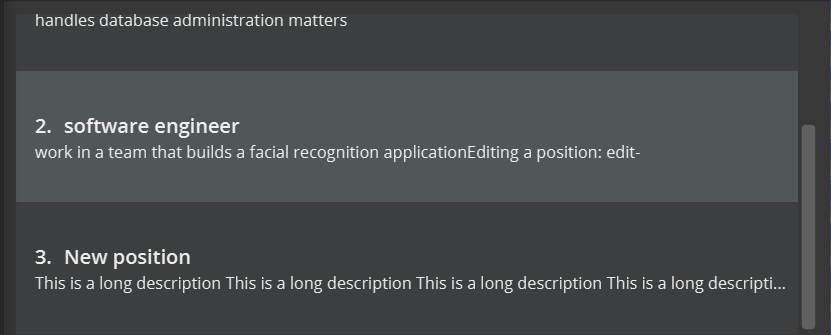 handles database administration matters
2. software engineer
work in a team that builds a facial recognition applicationEditing a position: edit-
3. New position
This is a long description This is a long description This is a long description This is a long descripti...